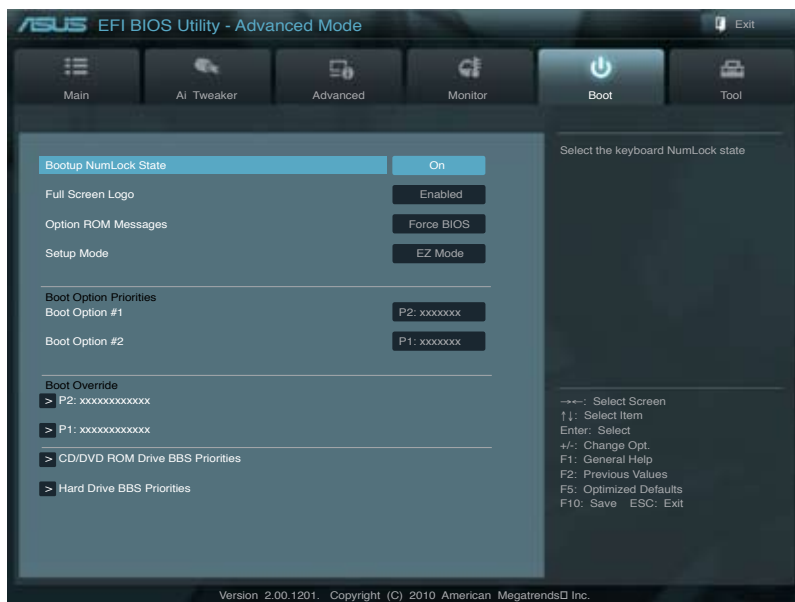 ASUS EFI BIOS Utility - Advanced Mode
Exit
Main
Ai Tweaker
Advanced
Monitor
Boot
Tool
Bootup NumLock State On
Full Screen Logo Enabled
Option ROM Messages Force BIOS
Setup Mode EZ Mode
Boot Option Priorities
Boot Option #1 P2: xxxxxxx
Boot Option #2 P1: xxxxxxx
Boot Override
> P2: xxxxxxxxxxxx
> P1: xxxxxxxxxxxx
> CD/DVD ROM Drive BBS Priorities
> Hard Drive BBS Priorities
Select the keyboard NumLock state
→←: Select Screen
↑↓: Select Item
Enter: Select
+/-: Change Opt.
F1: General Help
F2: Previous Values
F5: Optimized Defaults
F10: Save ESC: Exit
Version 2.00.1201. Copyright (C) 2010 American Megatrends□ Inc.